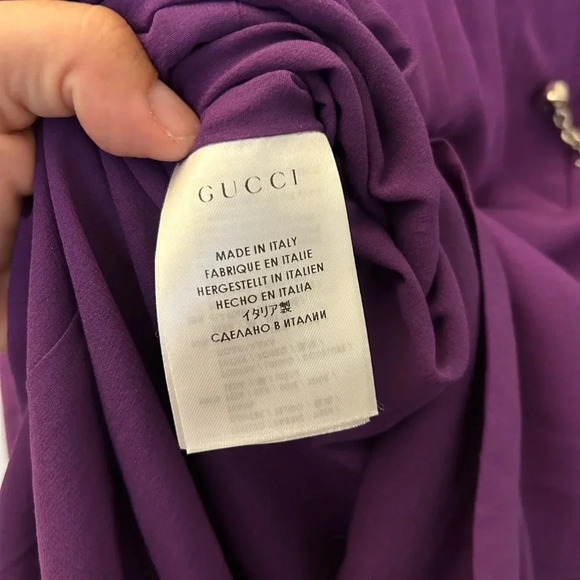 GUCCI
MADE IN ITALY
FABRIQUE EN ITALIE
HERGESTELLT IN ITALIEN
HECHO EN ITALIA
イタリア製
СДЕЛАНО В ИТАЛИИ